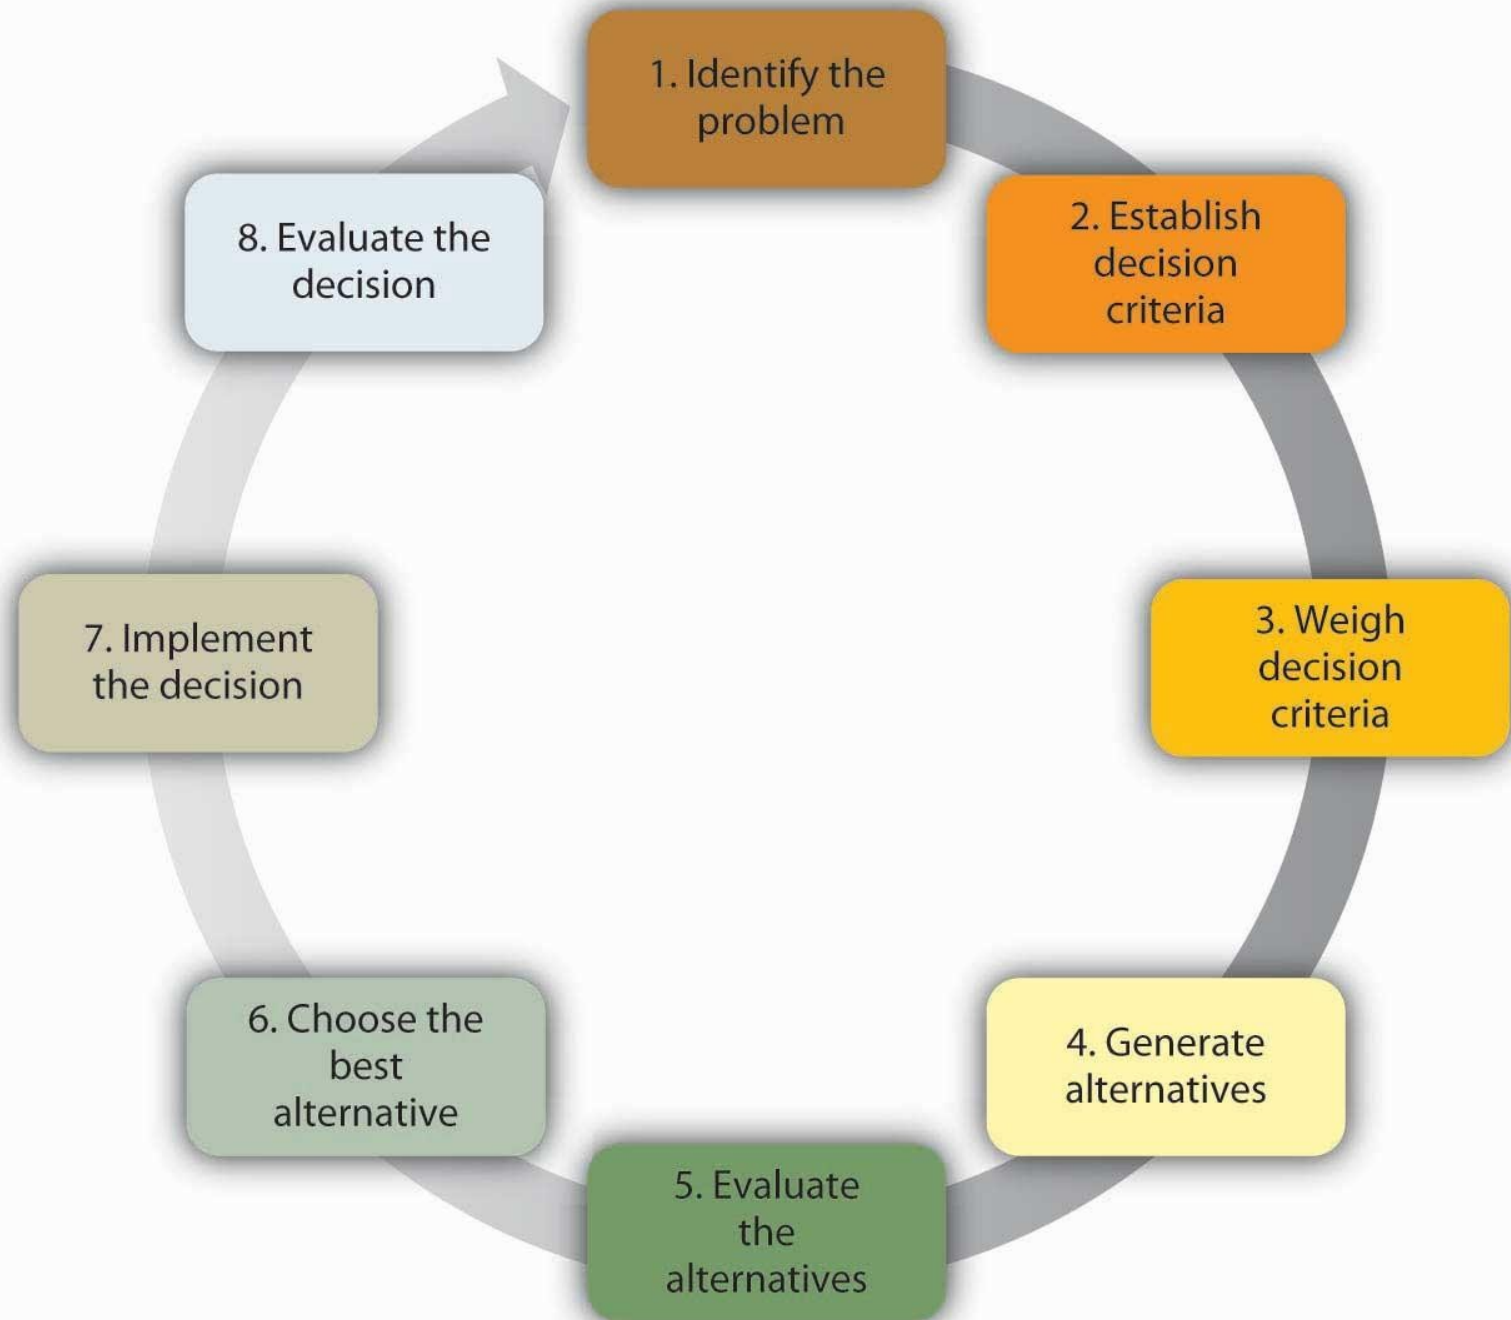 1. Identify the
problem
2. Establish
decision
criteria
3. Weigh
decision
criteria
4. Generate
alternatives
5. Evaluate
the
alternatives
6. Choose the
best
alternative
7. Implement
the decision
8. Evaluate the
decision